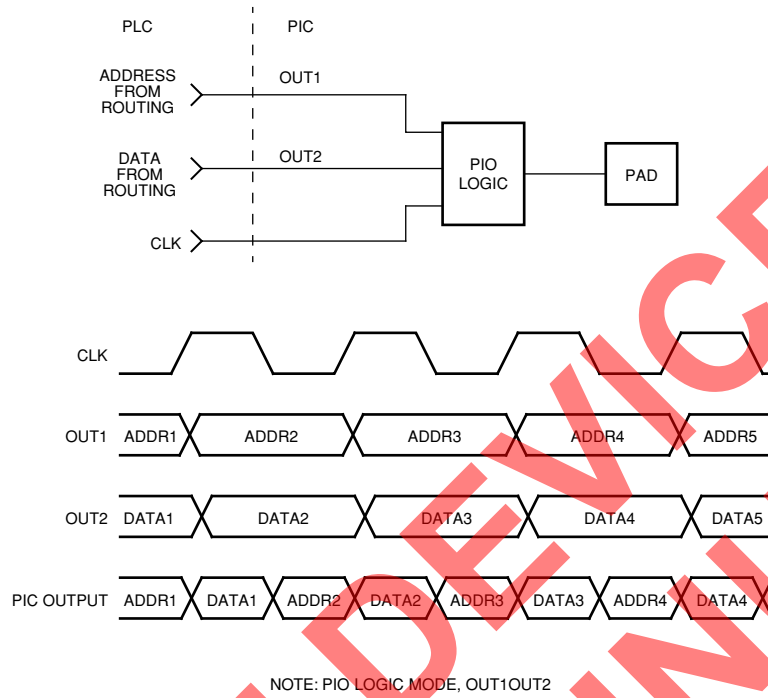 PLC PIC
ADDRESS
FROM
ROUTING
OUT1
DATA
FROM
ROUTING
OUT2
PIO
LOGIC
PAD
CLK
CLK
OUT1 ADDR1 ADDR2 ADDR3 ADDR4 ADDR5
OUT2 DATA1 DATA2 DATA3 DATA4 DATA5
PIC OUTPUT ADDR1 DATA1 ADDR2 DATA2 ADDR3 DATA3 ADDR4 DATA4
NOTE: PIO LOGIC MODE, OUT1OUT2
DEVICE